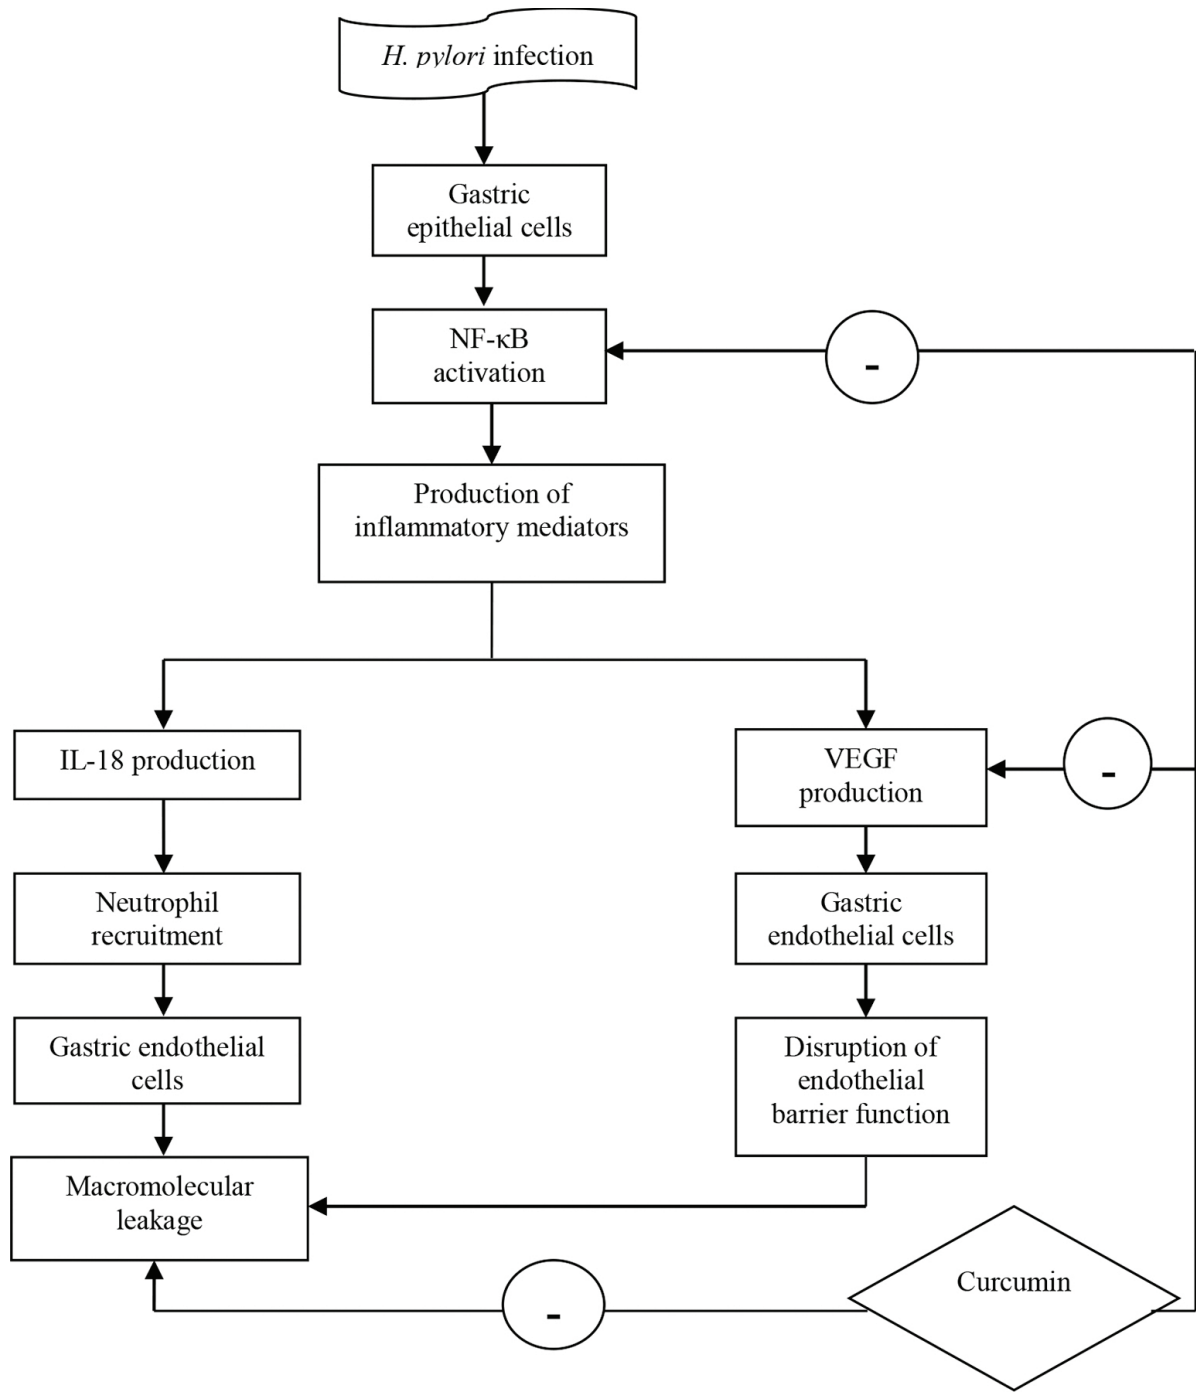 H. pylori infection
Gastric
epithelial cells
NF-κB
activation
-
Production of
inflammatory mediators
IL-18 production
VEGF
production
-
Neutrophil
recruitment
Gastric
endothelial cells
Gastric endothelial
cells
Disruption of
endothelial
barrier function
Macromolecular
leakage
Curcumin
-